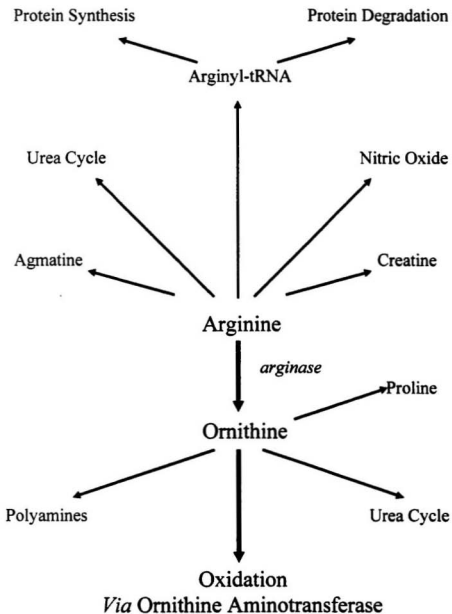 Protein Synthesis
Protein Degradation
Arginyl-tRNA
Urea Cycle
Nitric Oxide
Agmatine
Creatine
Arginine
arginase
Proline
Ornithine
Polyamines
Urea Cycle
Oxidation
Via Ornithine Aminotransferase